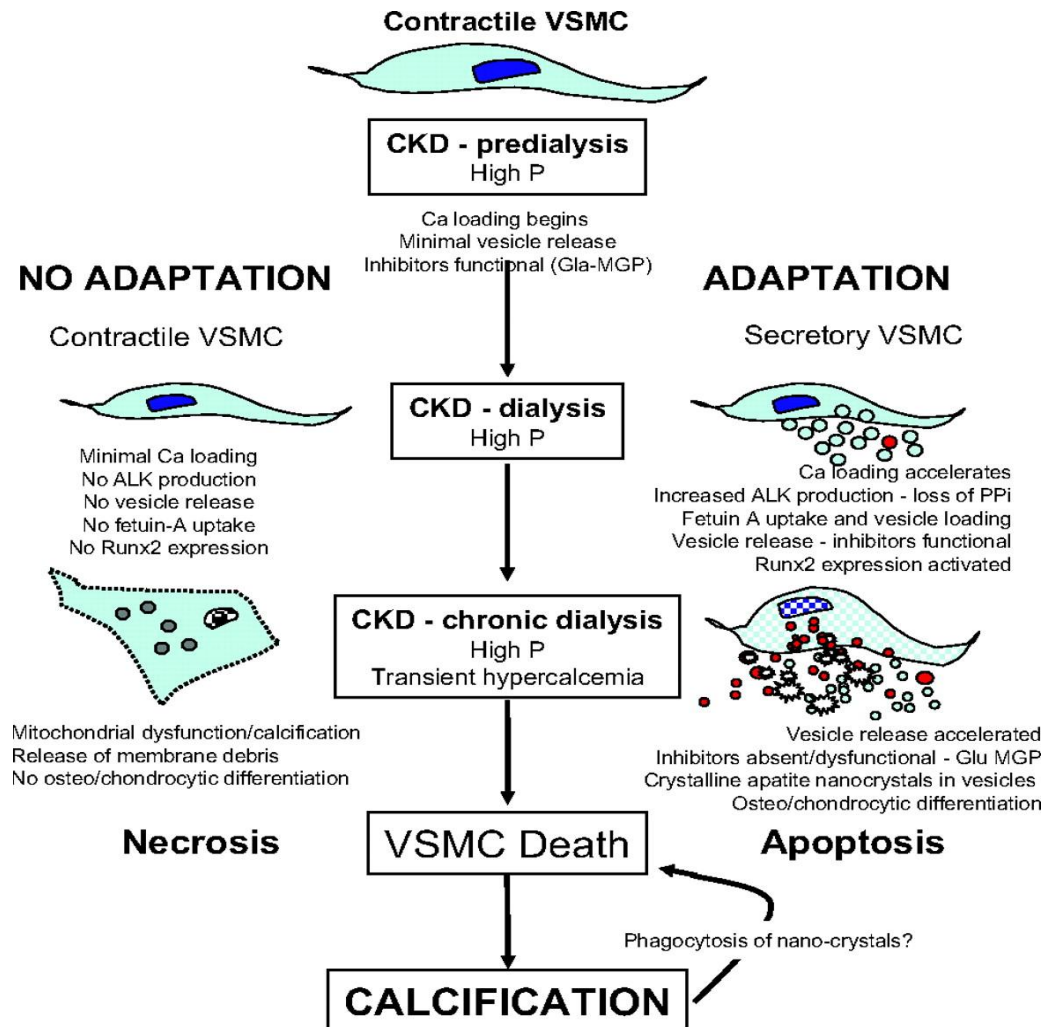 Contractile VSMC
CKD - predialysis
High P
Ca loading begins
Minimal vesicle release
Inhibitors functional (Gla-MGP)
NO ADAPTATION
Contractile VSMC
ADAPTATION
Secretory VSMC
CKD - dialysis
High P
Minimal Ca loading
No ALK production
No vesicle release
No fetuin-A uptake
No Runx2 expression
Ca loading accelerates
Increased ALK production - loss of PPi
Fetuin A uptake and vesicle loading
Vesicle release - inhibitors functional
Runx2 expression activated
CKD - chronic dialysis
High P
Transient hypercalcemia
Mitochondrial dysfunction/calcification
Release of membrane debris
No osteo/chondrocytic differentiation
Vesicle release accelerated
Inhibitors absent/dysfunctional - Glu MGP
Crystalline apatite nanocrystals in vesicles
Osteo/chondrocytic differentiation
Necrosis
VSMC Death
Apoptosis
Phagocytosis of nano-crystals?
CALCIFICATION